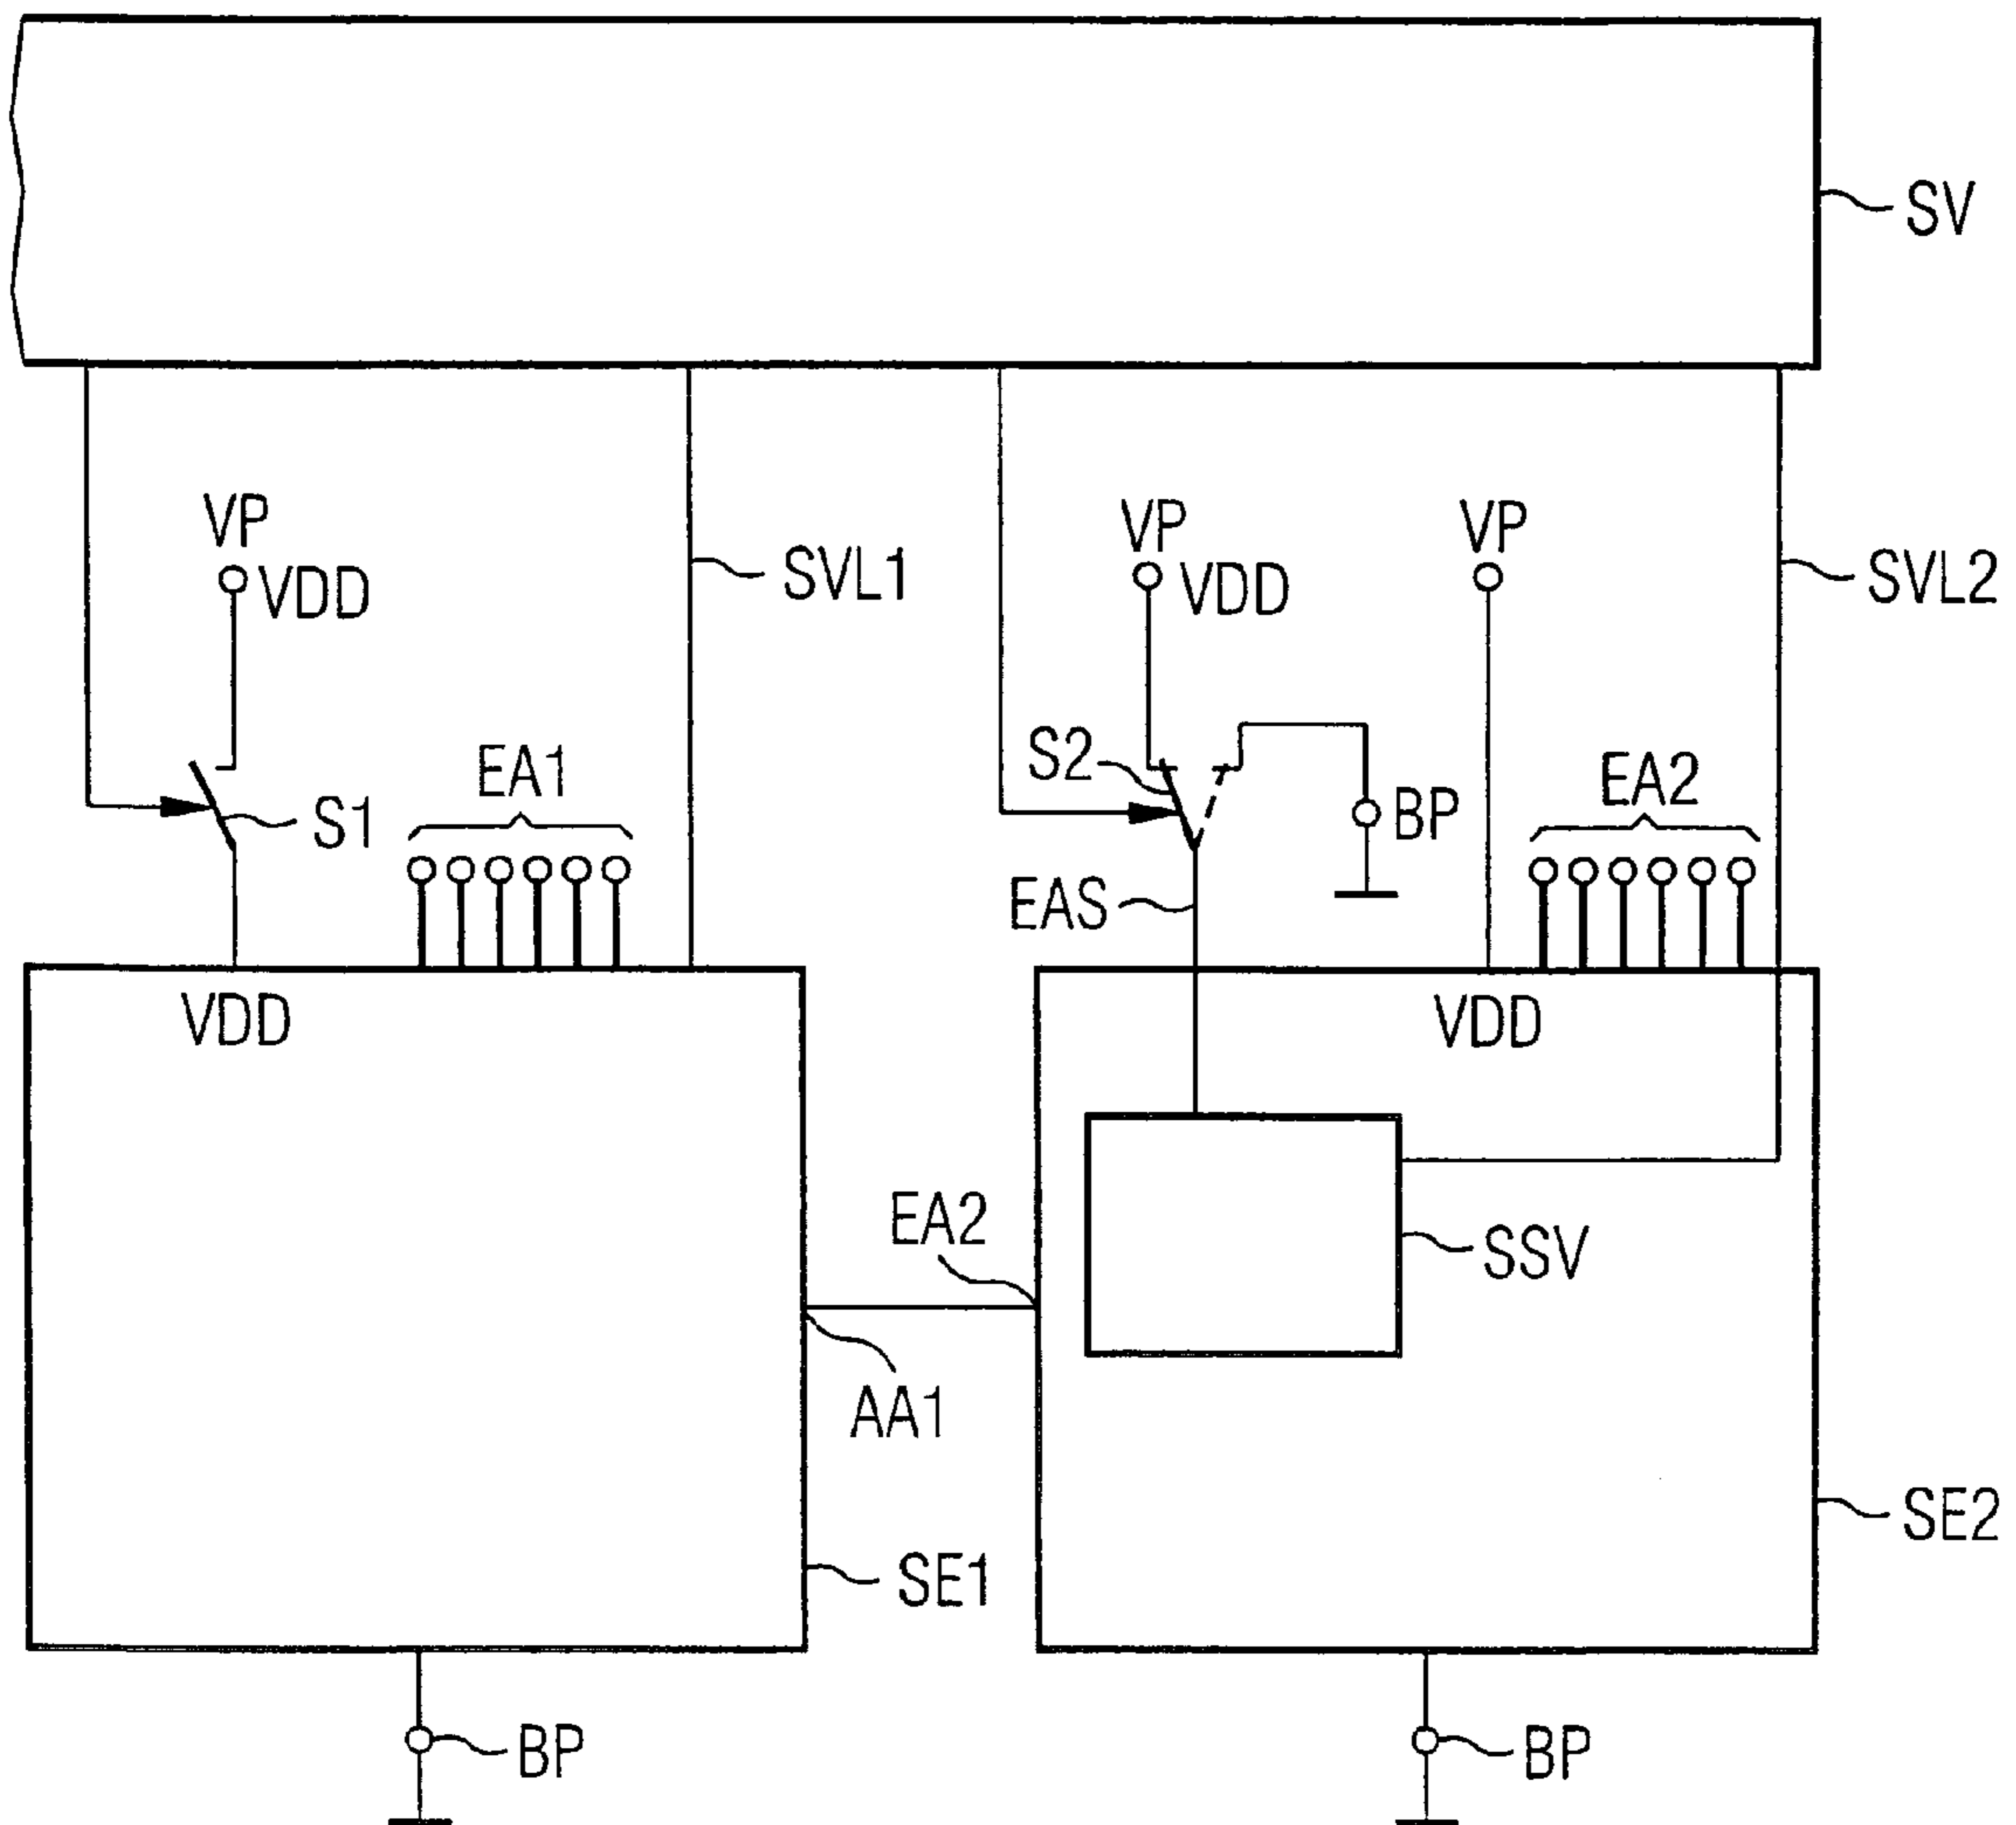 SV
VP
VDD
SVL1
VP
VDD
VP
SVL2
S1
EA1
S2
BP
EA2
EAS
VDD
VDD
EA2
SSV
AA1
SE1
SE2
BP
BP